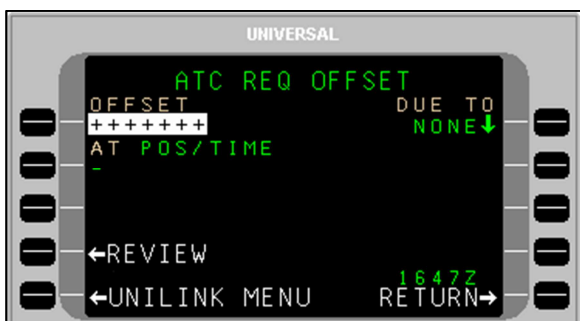 UNIVERSAL
ATC REQ OFFSET
OFFSET DUE TO
+++++++ NONE↓
AT POS/TIME
-
←REVIEW
1647Z
←UNILINK MENU RETURN→